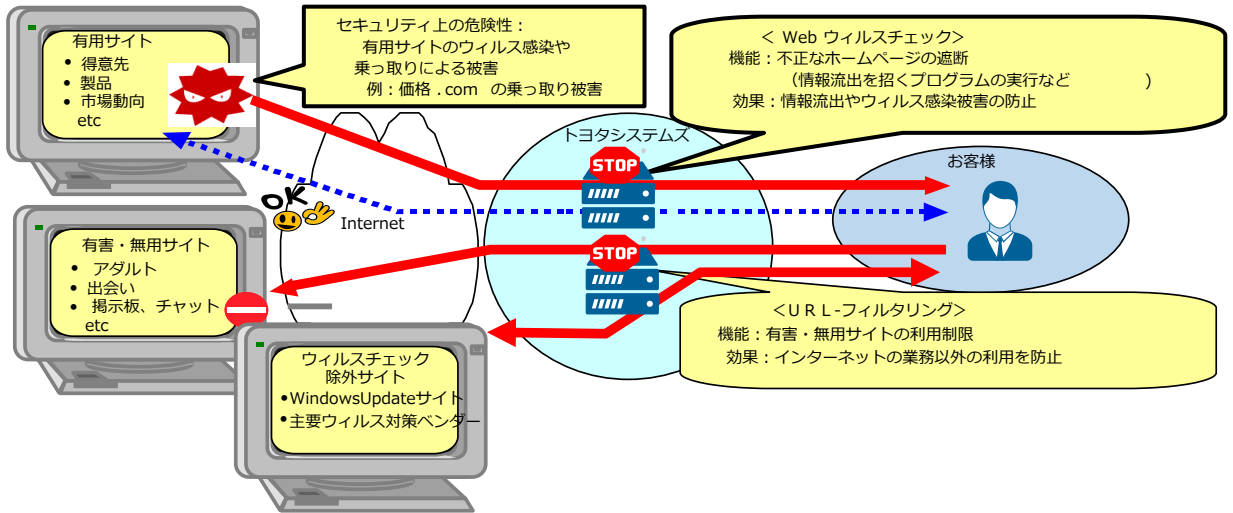 有用サイト
• 得意先
• 製品
• 市場動向
etc
セキュリティ上の危険性：
有用サイトのウィルス感染や
乗っ取りによる被害
例：価格．com の乗っ取り被害
＜ Web ウィルスチェック＞
機能：不正なホームページの遮断
（情報流出を招くプログラムの実行など ）
効果：情報流出やウィルス感染被害の防止
トヨタシステムズ
STOP
お客様
OK
Internet
有害・無用サイト
• アダルト
• 出会い
• 掲示板、チャット
etc
STOP
＜ＵＲＬ-フィルタリング＞
機能：有害・無用サイトの利用制限
効果：インターネットの業務以外の利用を防止
ウィルスチェック
除外サイト
•WindowsUpdateサイト
•主要ウィルス対策ベンダー